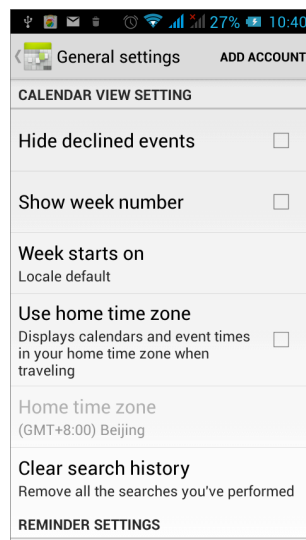 27% 10:40
General settings ADD ACCOUNT
CALENDAR VIEW SETTING
Hide declined events
Show week number
Week starts on
Locale default
Use home time zone
Displays calendars and event times
in your home time zone when
traveling
Home time zone
(GMT+8:00) Beijing
Clear search history
Remove all the searches you've performed
REMINDER SETTINGS